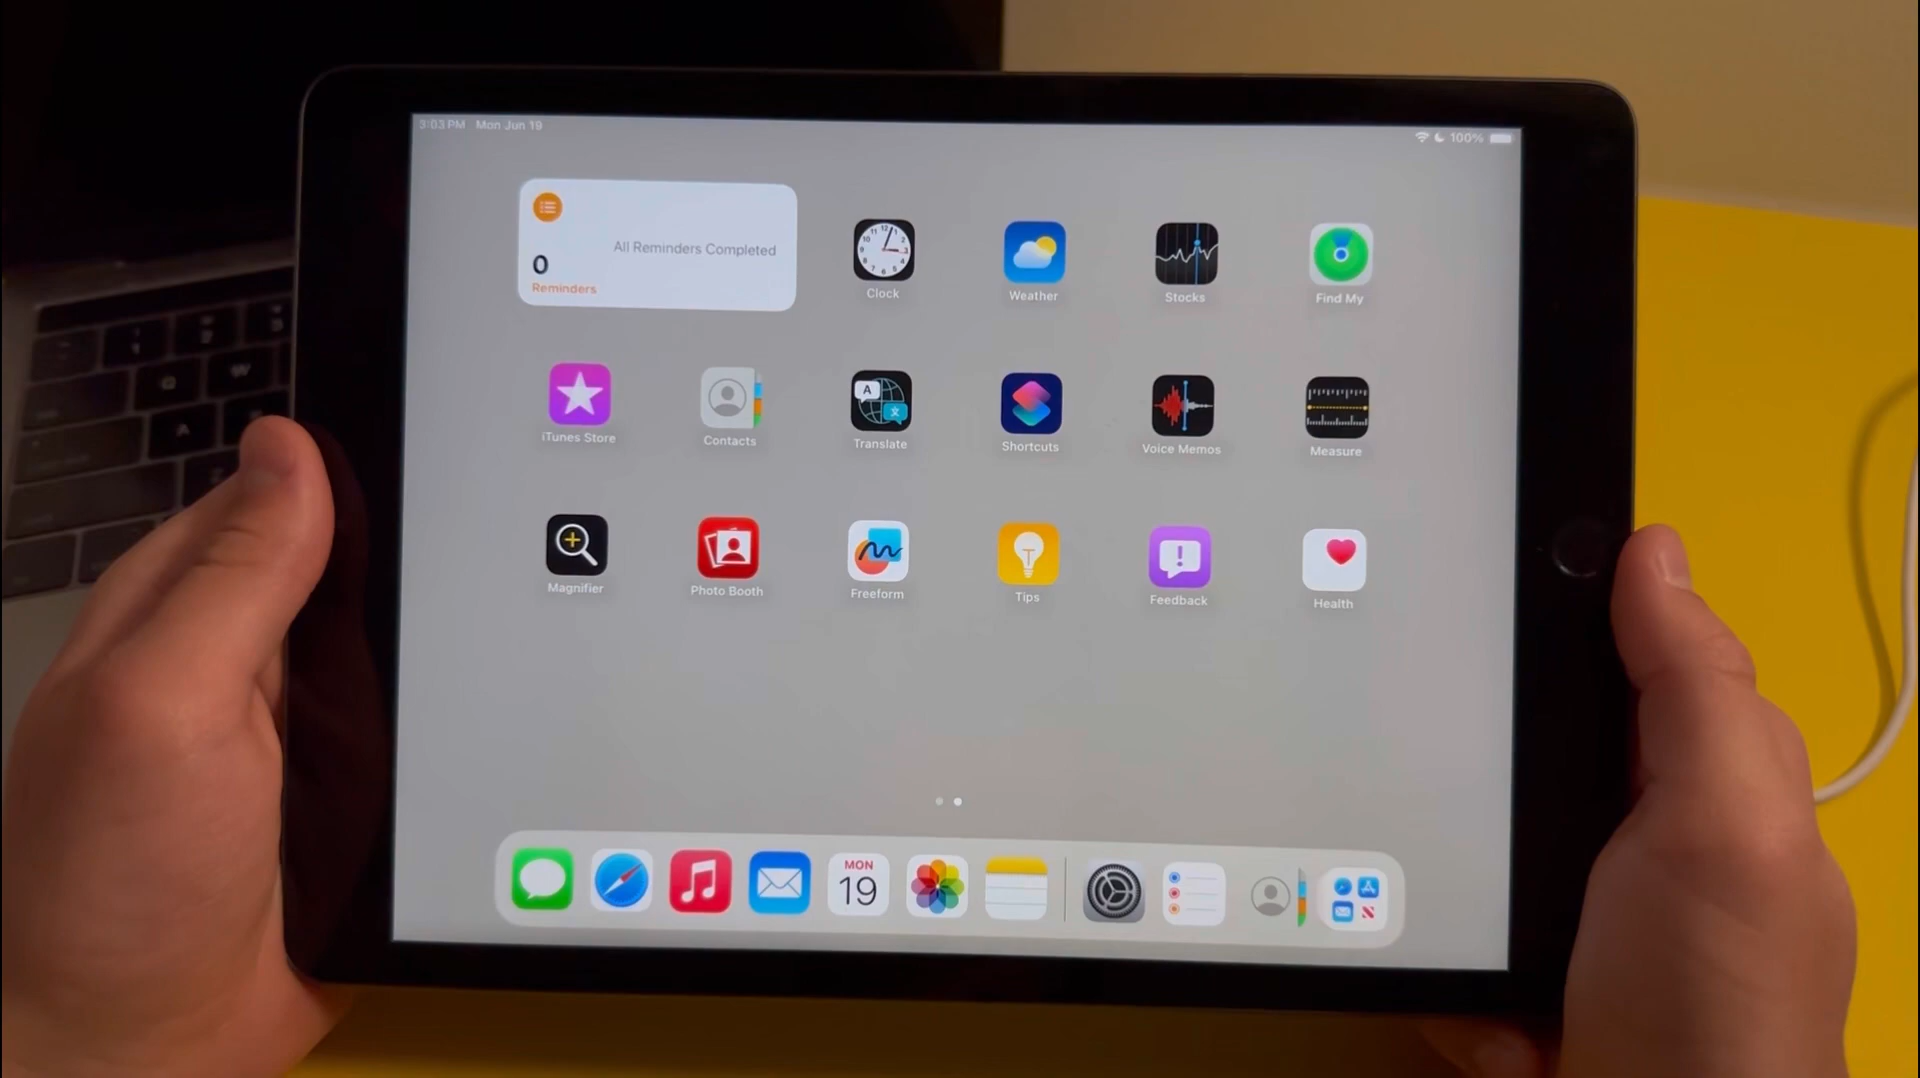 3:03 PM Mon Jun 19
100%
All Reminders Completed
0
Reminders
Clock
Weather
Stocks
Find My
iTunes Store
Contacts
Translate
Shortcuts
Voice Memos
Measure
Magnifier
Photo Booth
Freeform
Tips
Feedback
Health
MON
19
Q
W
A